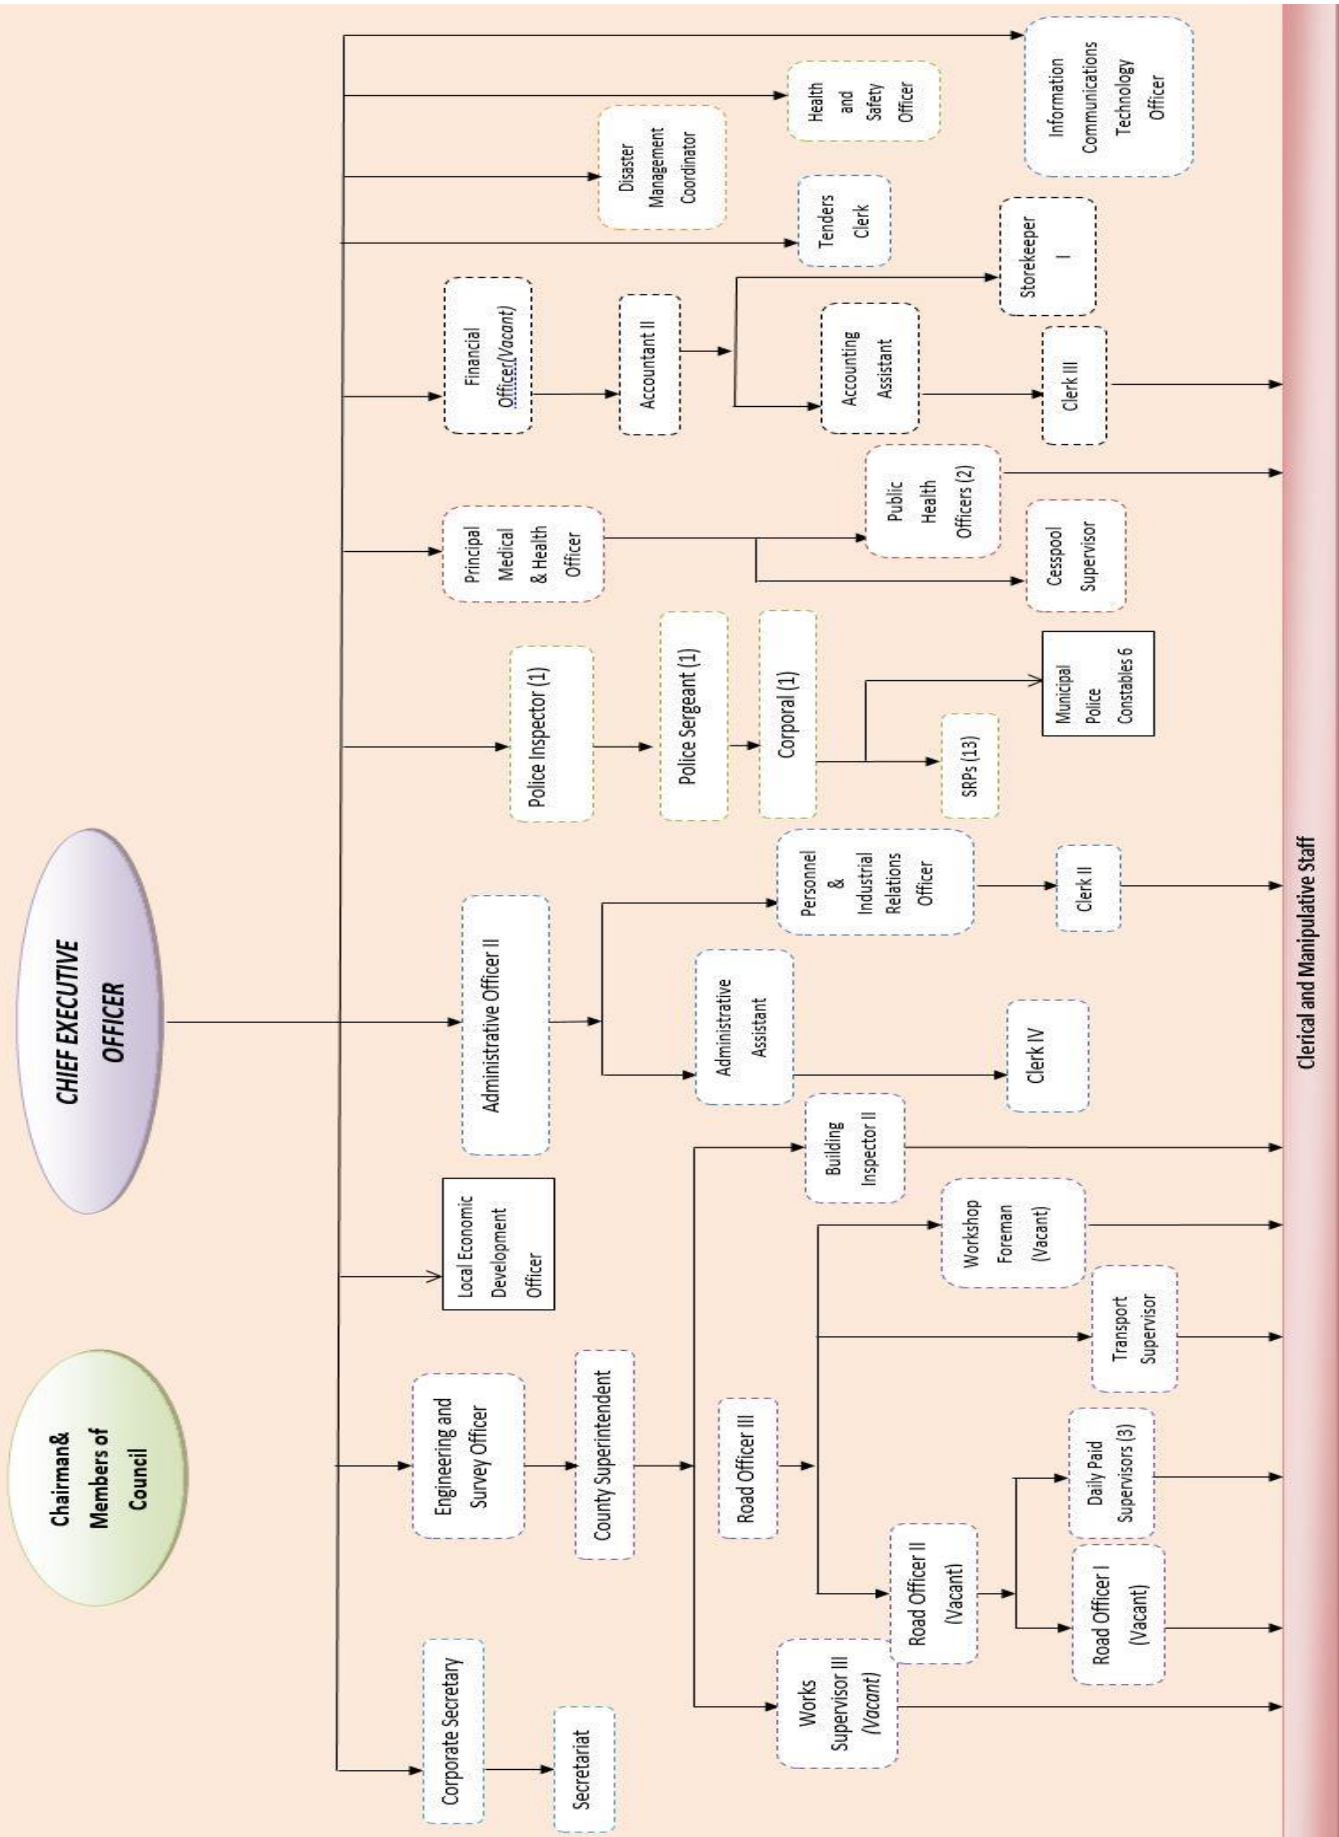 Chairman&
Members of
Council
CHIEF EXECUTIVE
OFFICER
Corporate Secretary
Secretariat
Engineering and
Survey Officer
County Superintendent
Works
Supervisor III
(Vacant)
Road Officer III
Building
Inspector II
Road Officer II
(Vacant)
Road Officer I
(Vacant)
Daily Paid
Supervisors (3)
Transport
Supervisor
Workshop
Foreman
(Vacant)
Local Economic
Development
Officer
Administrative Officer II
Administrative
Assistant
Clerk IV
Personnel
&
Industrial
Relations
Officer
Clerk II
Police Inspector (1)
Police Sergeant (1)
Corporal (1)
SRPs (13)
Municipal
Police
Constables 6
Principal
Medical
& Health
Officer
Cesspool
Supervisor
Public
Health
Officers (2)
Financial
Officer(Vacant)
Accountant II
Accounting
Assistant
Clerk III
Storekeeper
I
Tenders
Clerk
Disaster
Management
Coordinator
Health
and
Safety
Officer
Information
Communications
Technology
Officer
Clerical and Manipulative Staff